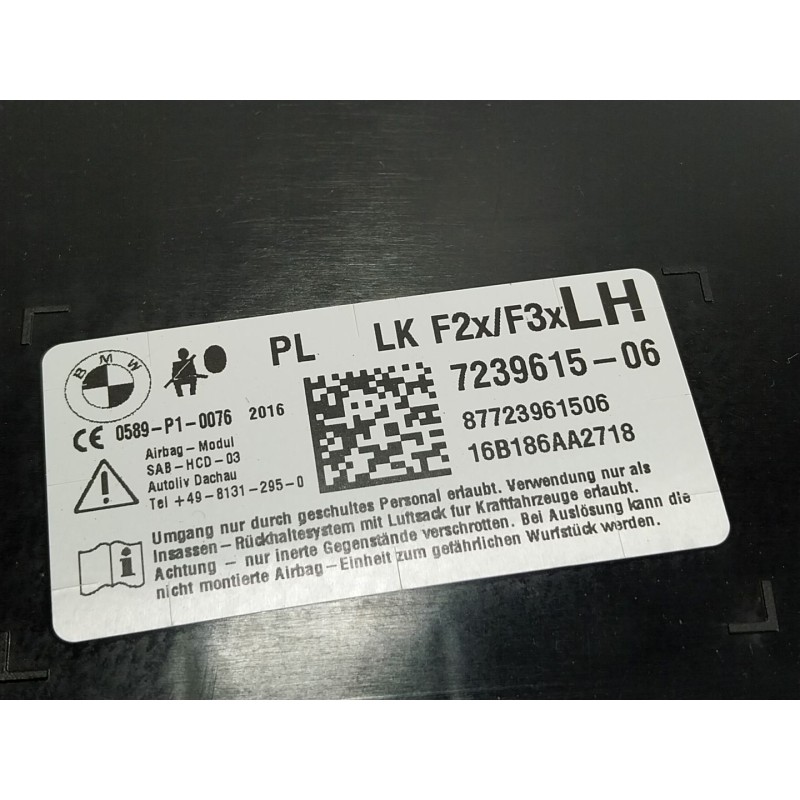 BMW
PL LK F2x/F3x LH
7239615-06
87723961506
16B186AA2718
CE 0589-P1-0076 2016
Airbag-Modul
SAB-HCD-03
Autoliv Dachau
Tel +49-8131-295-0
Umgang nur durch geschultes Personal erlaubt. Verwendung nur als
Insassen-Rückhaltesystem mit Luftsack für Kraftfahrzeuge erlaubt.
Achtung - nur inerte Gegenstände verschrotten. Bei Auslösung kann die
nicht montierte Airbag-Einheit zum gefährlichen Wurfstück werden.